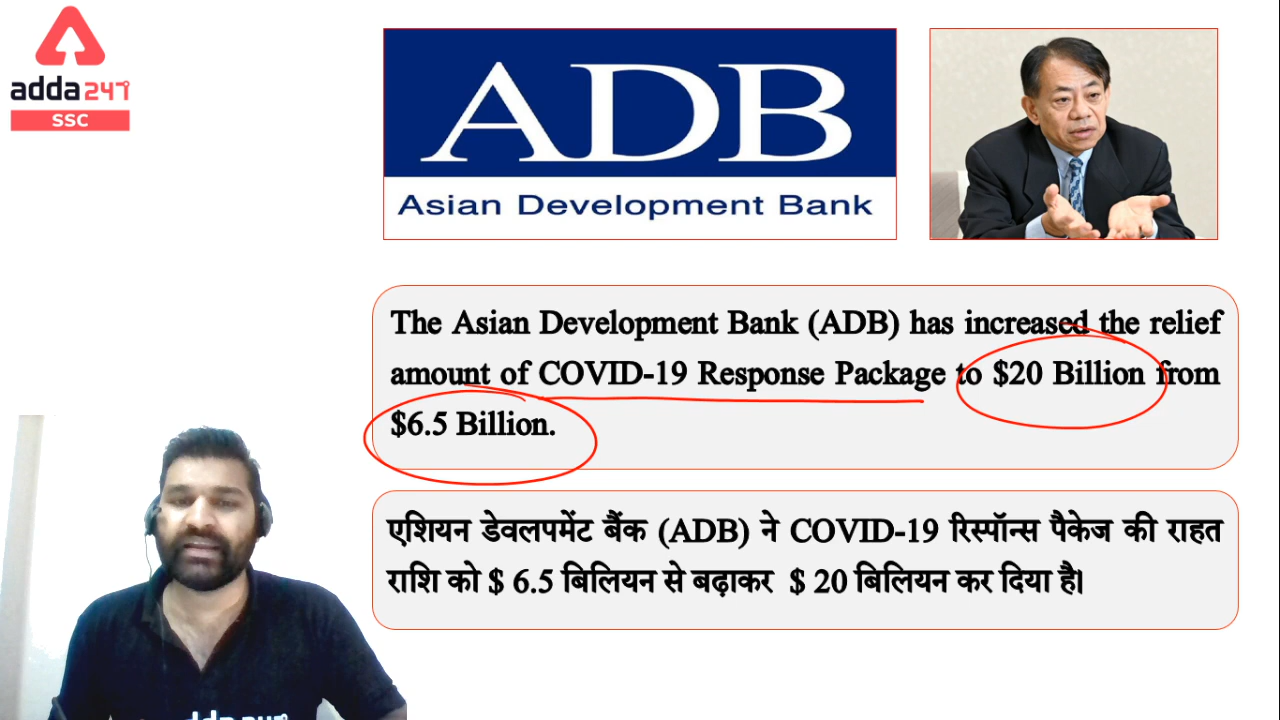 adda247
SSC
ADB
Asian Development Bank
The Asian Development Bank (ADB) has increased the relief
amount of COVID-19 Response Package to $20 Billion from
$6.5 Billion.
एशियन डेवलपमेंट बैंक (ADB) ने COVID-19 रिस्पॉन्स पैकेज की राहत
राशि को $ 6.5 बिलियन से बढ़ाकर $ 20 बिलियन कर दिया है।
adda247